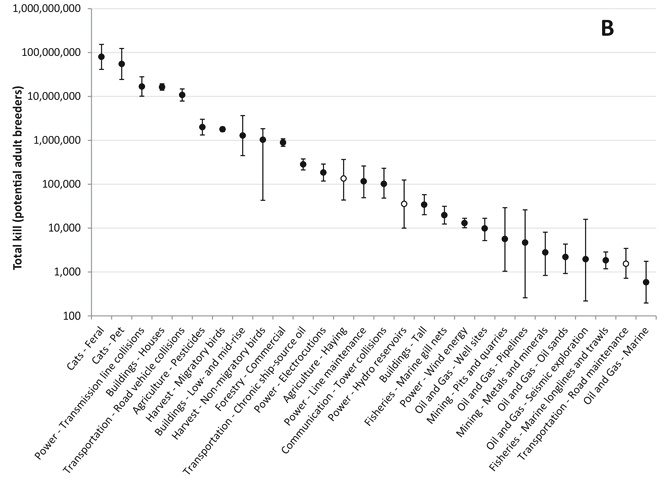 B
Total kill (potential adult breeders)
1,000,000,000
100,000,000
10,000,000
1,000,000
100,000
10,000
1,000
100
Cats - Feral
Cats - Pet
Power - Transmission line collisions
Buildings - Houses
Transportation - Road vehicle collisions
Agriculture - Pesticides
Harvest - Migratory birds
Buildings - Low- and mid-rise
Harvest - Non-migratory birds
Forestry - Commercial
Transportation - Chronic ship-source oil
Power - Electrocutions
Agriculture - Haying
Power - Line maintenance
Communication - Tower collisions
Power - Hydro reservoirs
Buildings - Tall
Fisheries - Marine gill nets
Power - Wind energy
Oil and Gas - Well sites
Mining - Pits and quarries
Oil and Gas - Pipelines
Mining - Metals and minerals
Oil and Gas - Oil sands
Oil and Gas - Seismic exploration
Fisheries - Marine longlines and trawls
Transportation - Road maintenance
Oil and Gas - Marine